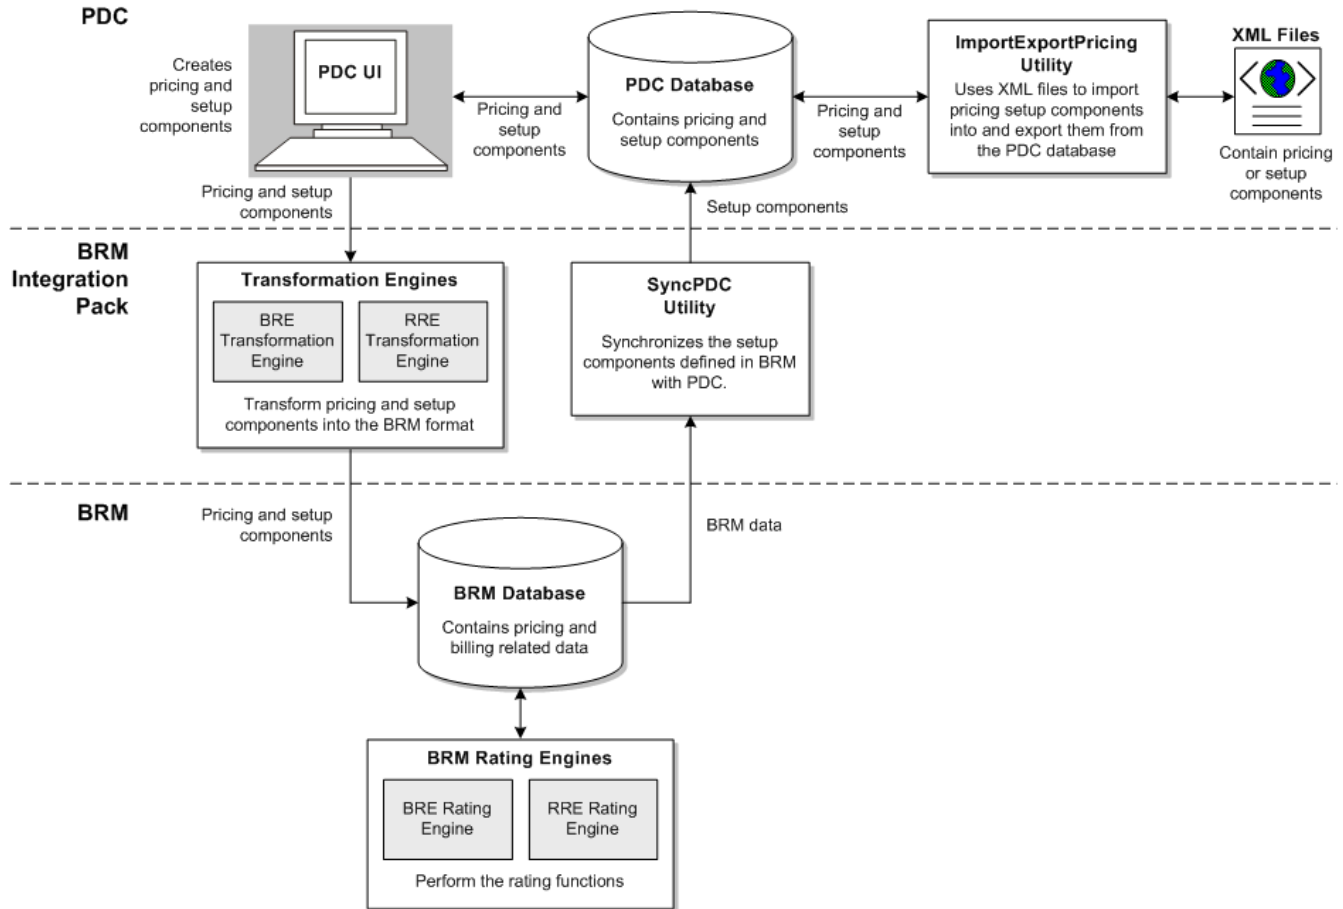 PDC
Creates
pricing and
setup
components
PDC UI
Pricing and
setup
components
PDC Database
Contains pricing and
setup components
Pricing and
setup
components
ImportExportPricing
Utility
Uses XML files to import
pricing setup components
into and export them from
the PDC database
XML Files
Contain pricing
or setup
components
Pricing and setup
components
Setup components
BRM
Integration
Pack
Transformation Engines
BRE
Transformation
Engine
RRE
Transformation
Engine
Transform pricing and setup
components into the BRM format
SyncPDC
Utility
Synchronizes the setup
components defined in BRM
with PDC.
BRM
Pricing and setup
components
BRM data
BRM Database
Contains pricing and
billing related data
BRM Rating Engines
BRE Rating
Engine
RRE Rating
Engine
Perform the rating functions